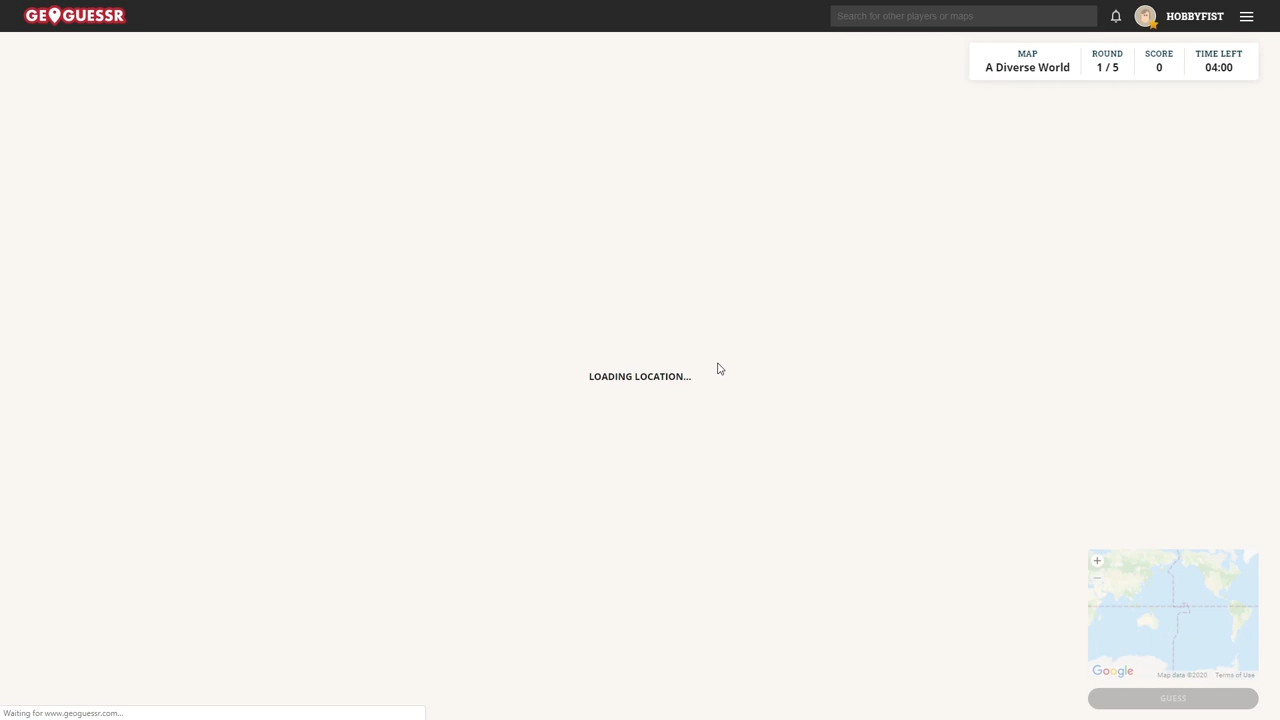 GEOGUESSR
Search for other players or maps
HOBBYFIST
MAP
A Diverse World
ROUND
1 / 5
SCORE
0
TIME LEFT
04:00
LOADING LOCATION...
+
−
Google
Map data ©2020
Terms of Use
GUESS
Waiting for www.geoguessr.com...